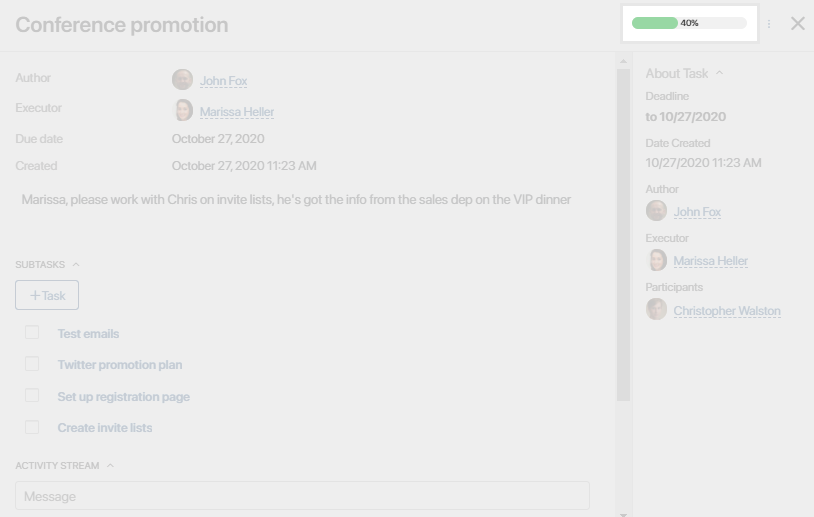 Conference promotion
40%
Author
John Fox
Executor
Marissa Heller
Due date
October 27, 2020
Created
October 27, 2020 11:23 AM
Marissa, please work with Chris on invite lists, he's got the info from the sales dep on the VIP dinner
SUBTASKS
+Task
Test emails
Twitter promotion plan
Set up registration page
Create invite lists
ACTIVITY STREAM
Message
About Task
Deadline
to 10/27/2020
Date Created
10/27/2020 11:23 AM
Author
John Fox
Executor
Marissa Heller
Participants
Christopher Walston